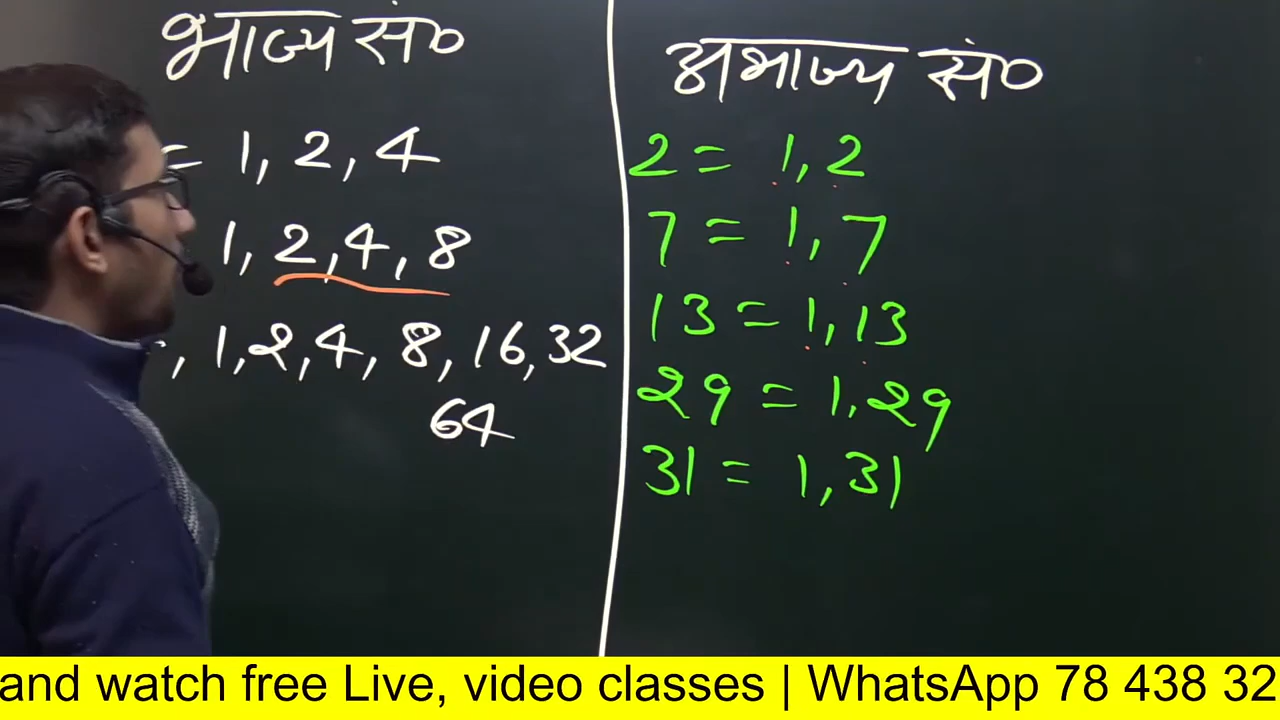 भाज्य सं०
= 1, 2, 4
1, 2, 4, 8
, 1, 2, 4, 8, 16, 32
64
अभाज्य सं०
2 = 1, 2
7 = 1, 7
13 = 1, 13
29 = 1, 29
31 = 1, 31
and watch free Live, video classes | WhatsApp 78 438 32